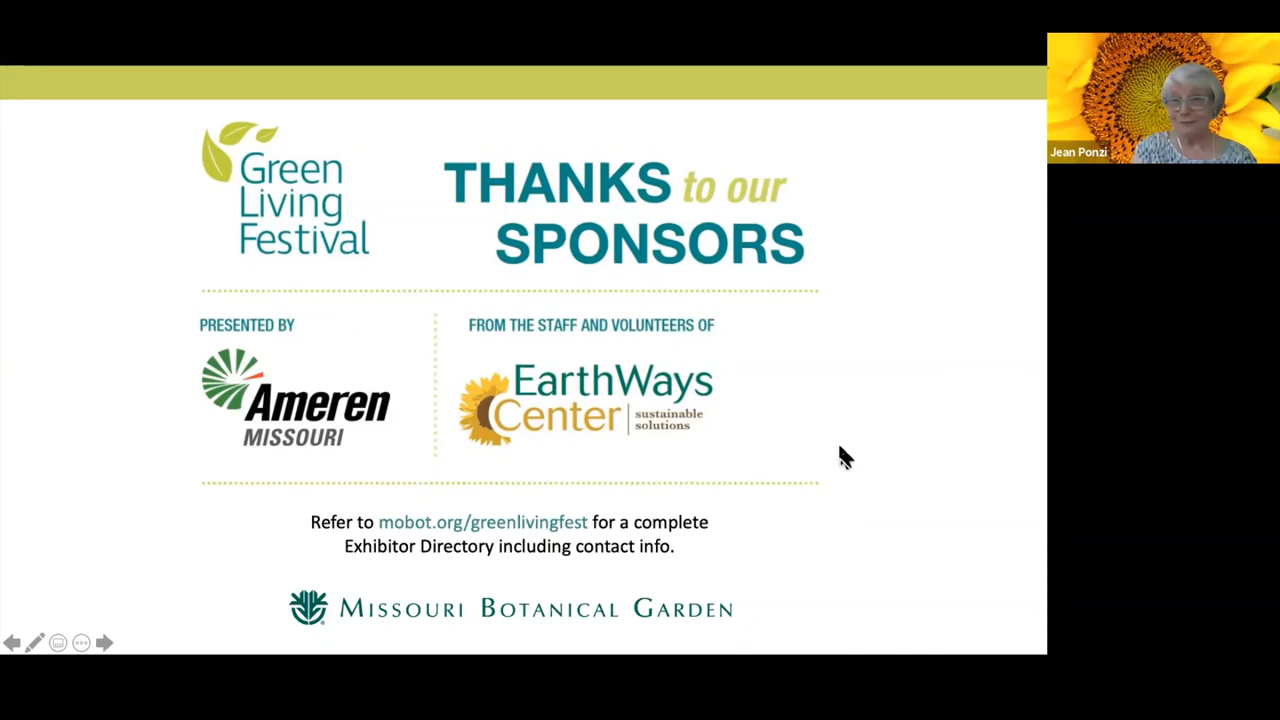 Green
Living
Festival
THANKS to our
SPONSORS
PRESENTED BY
Ameren
MISSOURI
FROM THE STAFF AND VOLUNTEERS OF
EarthWays
Center
sustainable
solutions
Refer to mobot.org/greenlivingfest for a complete
Exhibitor Directory including contact info.
MISSOURI BOTANICAL GARDEN
Jean Ponzi